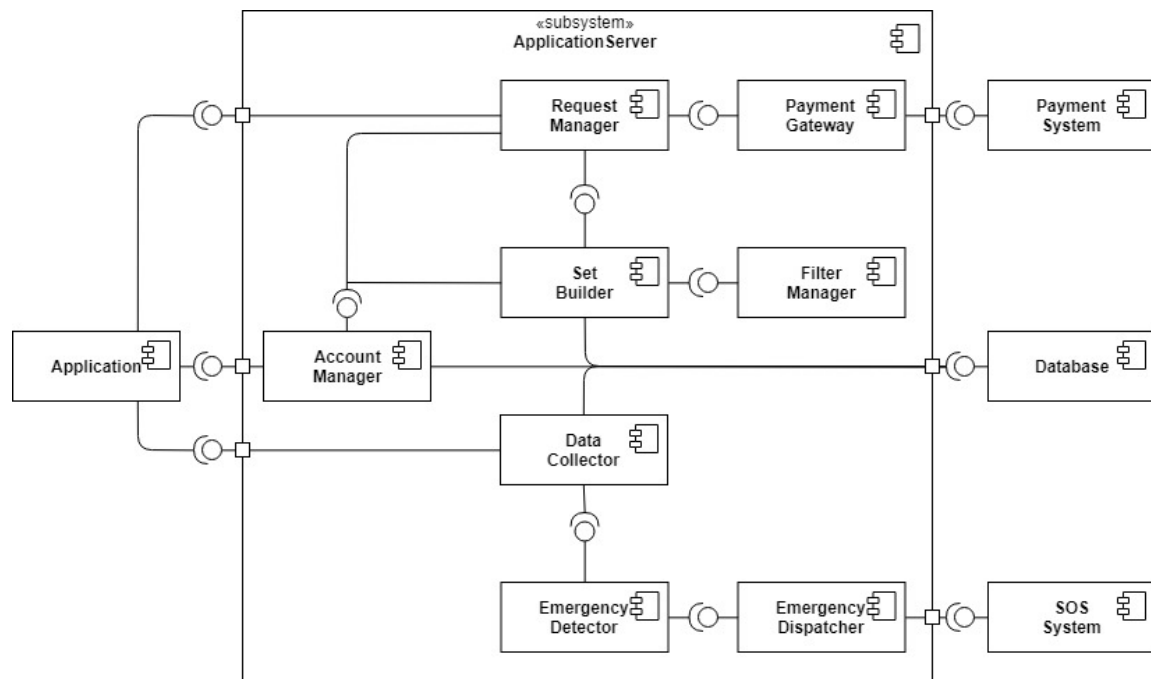 «subsystem»
ApplicationServer
Request
Manager
Payment
Gateway
Payment
System
Set
Builder
Filter
Manager
Application
Account
Manager
Database
Data
Collector
Emergency
Detector
Emergency
Dispatcher
SOS
System